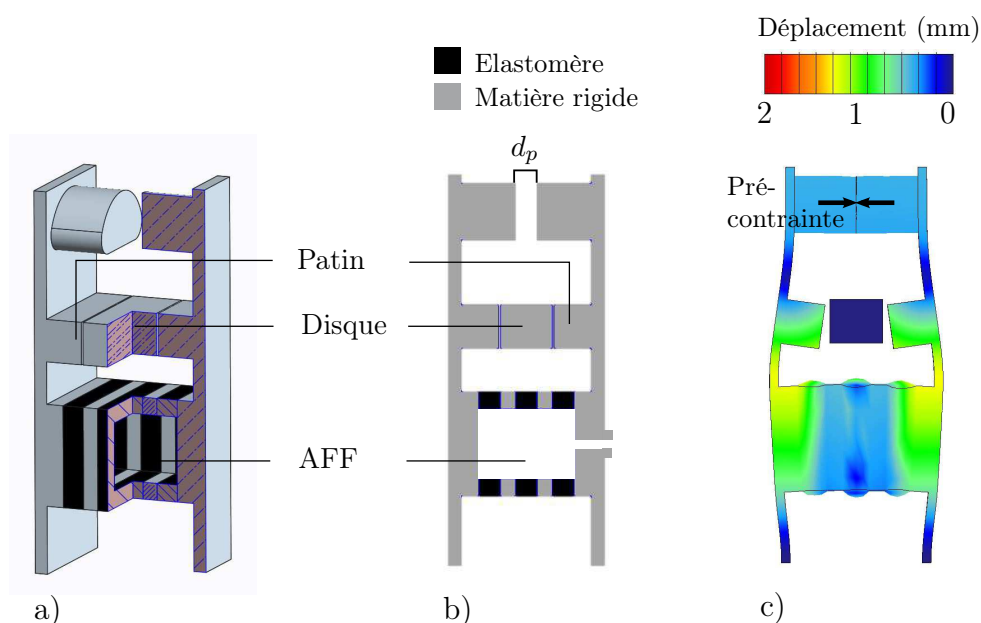 Déplacement (mm)
2 1 0
Elastomère
Matière rigide
d_p
Pré-
contrainte
Patin
Disque
AFF
a)
b)
c)